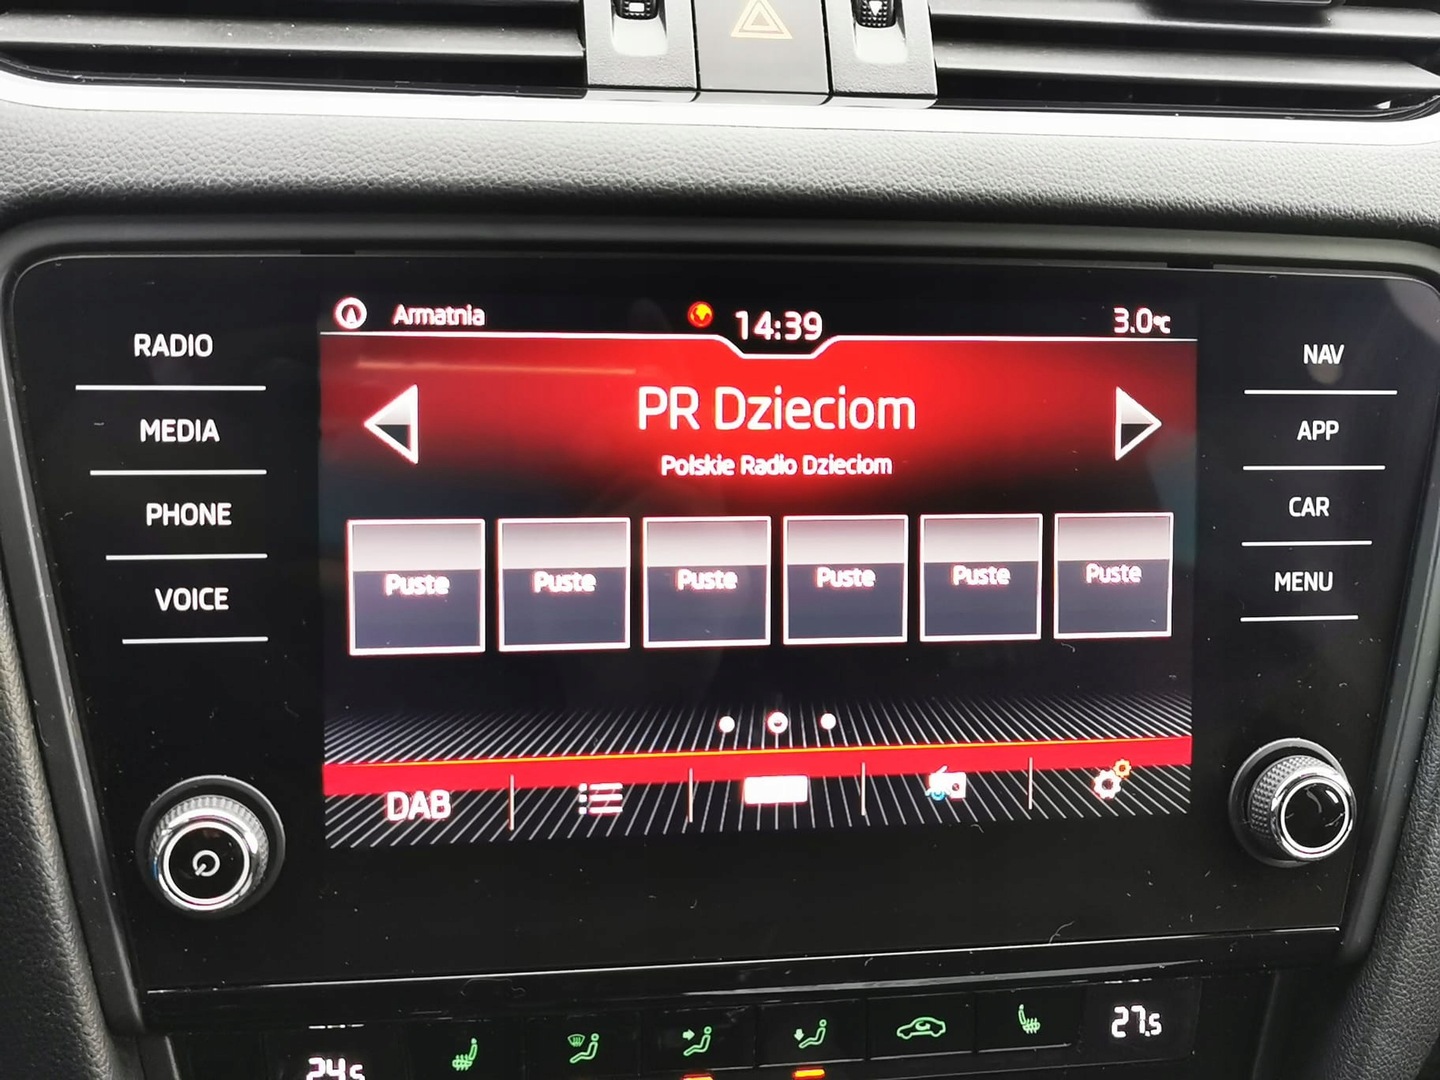 Armatnia 14:39 3.0°C
RADIO
MEDIA
PHONE
VOICE
PR Dzieciom
Polskie Radio Dzieciom
Puste Puste Puste Puste Puste Puste
DAB
NAV
APP
CAR
MENU
24.5
27.5